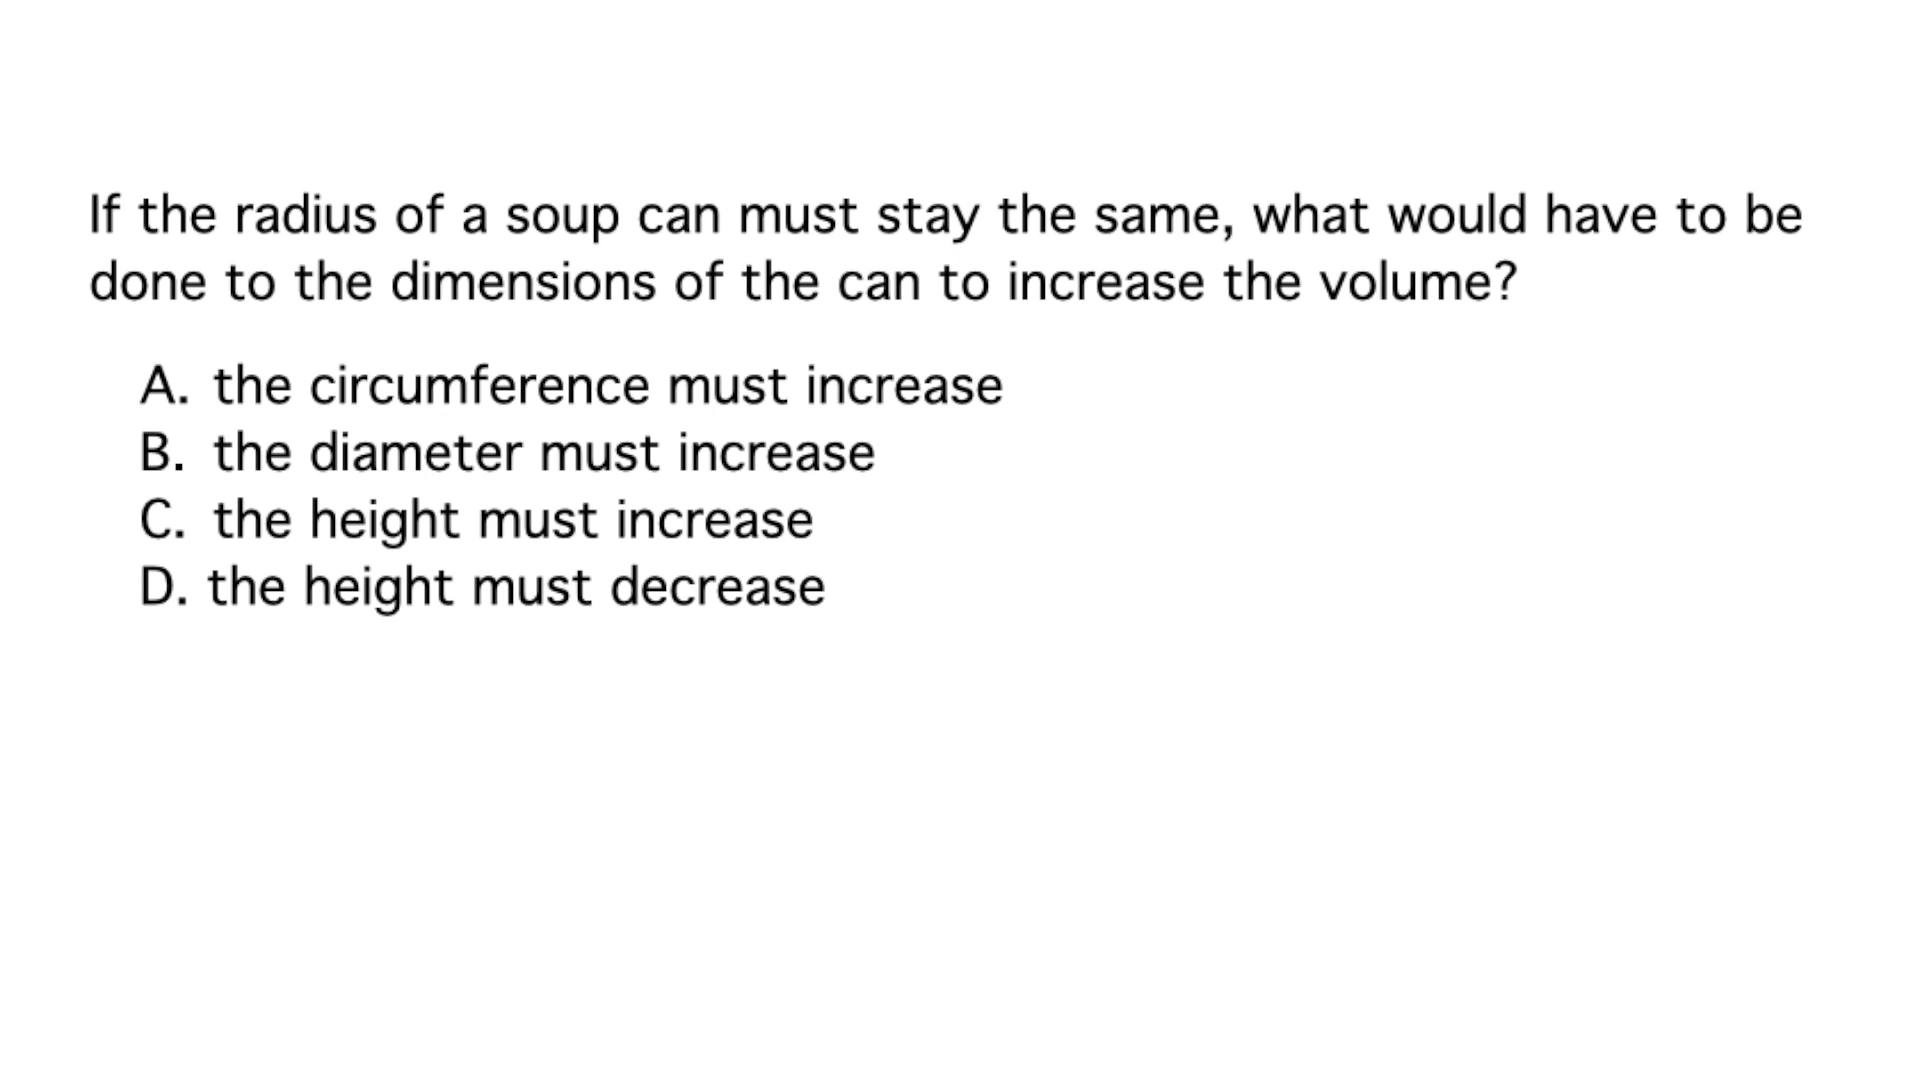 If the radius of a soup can must stay the same, what would have to be
done to the dimensions of the can to increase the volume?
A. the circumference must increase
B. the diameter must increase
C. the height must increase
D. the height must decrease